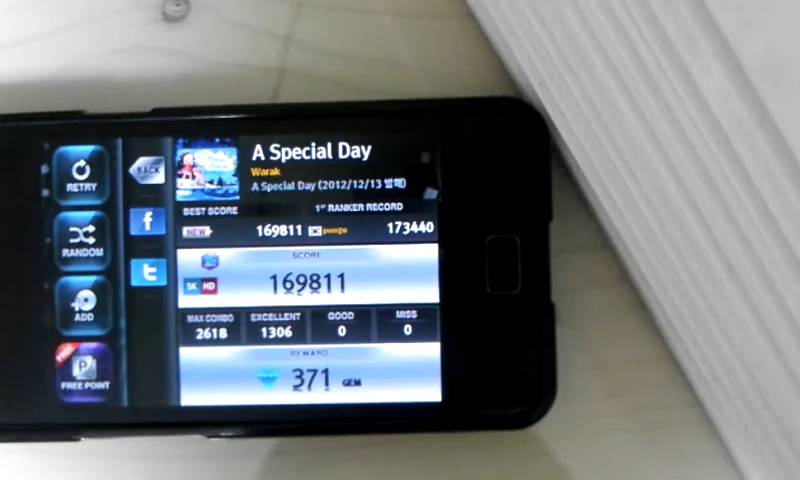 A Special Day
Warak
A Special Day (2012/12/13 발매)
BEST SCORE 1ST RANKER RECORD
NEW 169811 173440
SCORE
169811
5K HD
MAX COMBO EXCELLENT GOOD MISS
2618 1306 0 0
REWARD
371 GEM
RETRY
RANDOM
ADD
FREE
FREE POINT
BACK
f
t